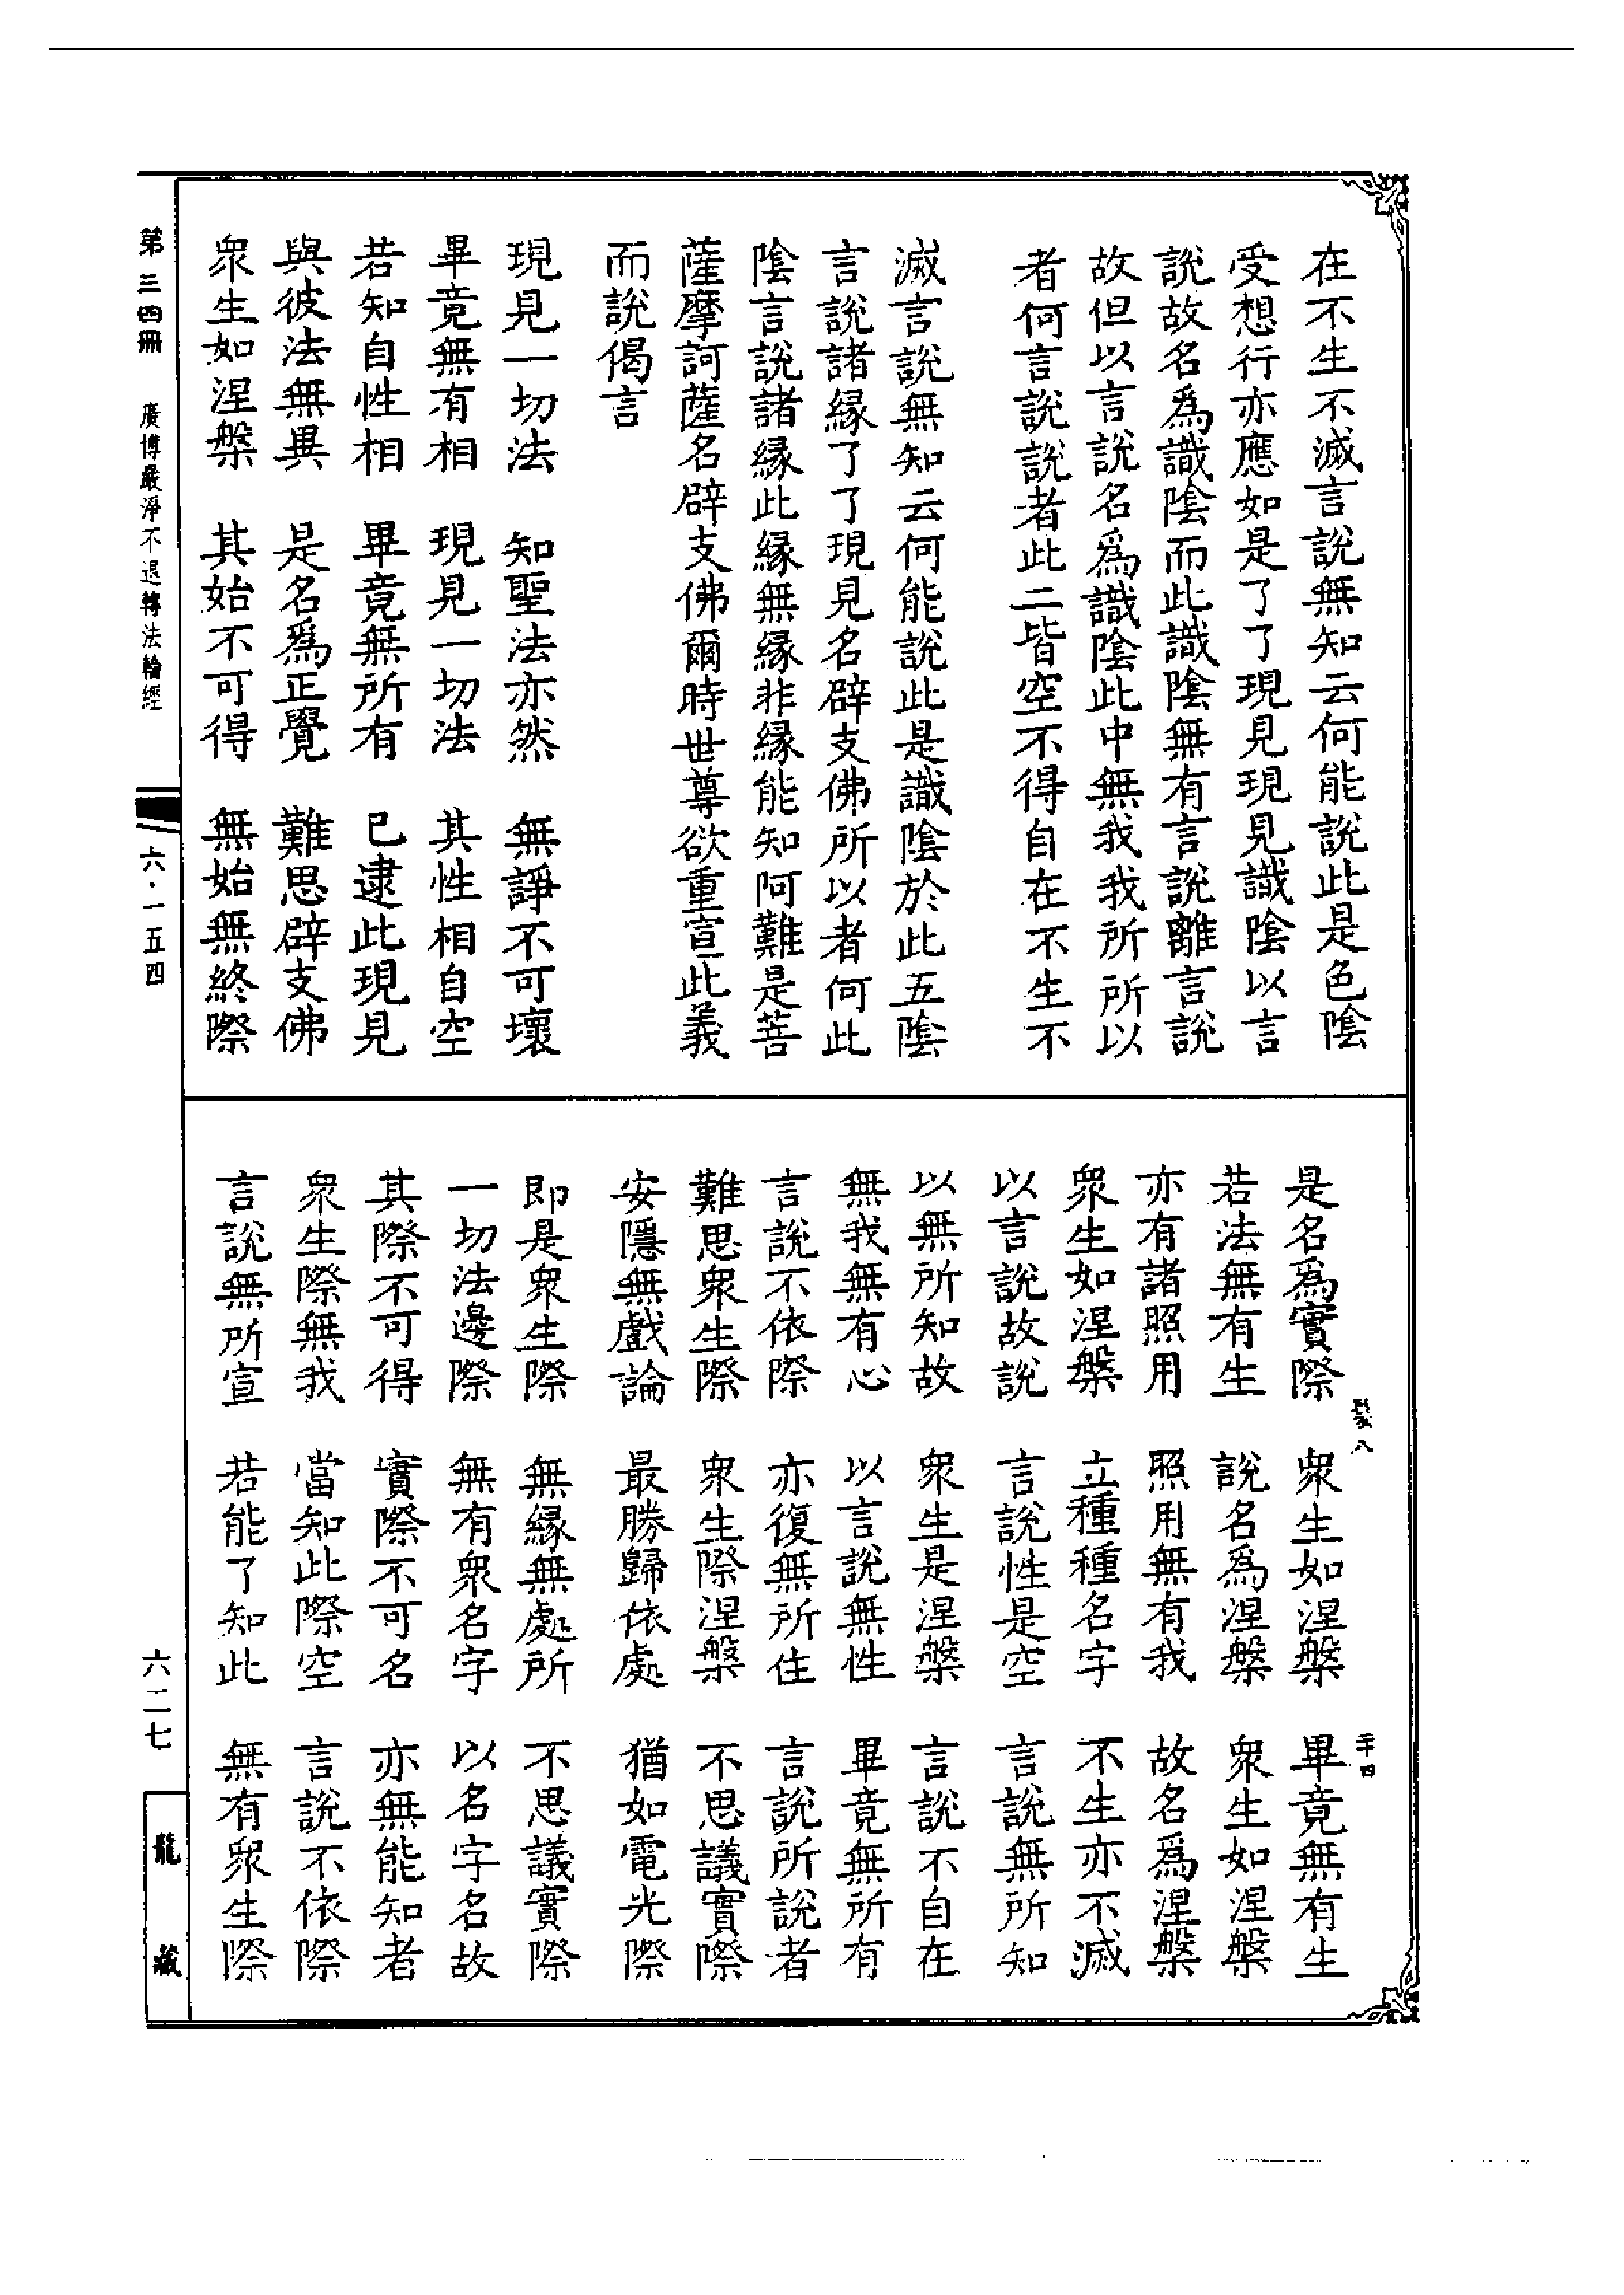 在不生不滅言說無知云何能說此是色陰
受想行亦應如是了了現見現見識陰以言
說故名爲識陰而此識陰無有言說離言說
故但以言說名爲識陰此中無我我所所以
者何言說說者此二皆空不得自在不生不
滅言說無知云何能說此是識陰於此五陰
言說諸緣了了現見名辟支佛所以者何此
陰言說諸緣此緣無緣非緣能知阿難是菩
薩摩訶薩名辟支佛爾時世尊欲重宣此義
而說偈言
現見一切法　知聖法亦然　無諍不可壞
畢竟無有相　現見一切法　其性相自空
若知自性相　畢竟無所有　已逮此現見
與彼法無異　是名爲正覺　難思辟支佛
眾生如涅槃　其始不可得　無始無終際
是名爲實際　眾生如涅槃　畢竟無有生
若法無有生　說名爲涅槃　眾生如涅槃
亦有諸照用　照用無有我　故名爲涅槃
眾生如涅槃　立種種名字　不生亦不滅
以言說故說　言說性是空　言說無所知
以無所知故　眾生是涅槃　言說不自在
無我無有心　以言說無性　畢竟無所有
言說不依際　亦復無所住　言說所說者
難思眾生際　眾生際涅槃　不思議實際
安隱無戲論　最勝歸依處　猶如電光際
即是眾生際　無緣無處所　不思議實際
一切法邊際　無有眾名字　以名字名故
其際不可得　實際不可名　亦無能知者
眾生際無我　當知此際空　言說不依際
言說無所宣　若能了知此　無有眾生際
第三四冊　廣博嚴淨不退轉法輪經
六·一五四
六二七
龍藏